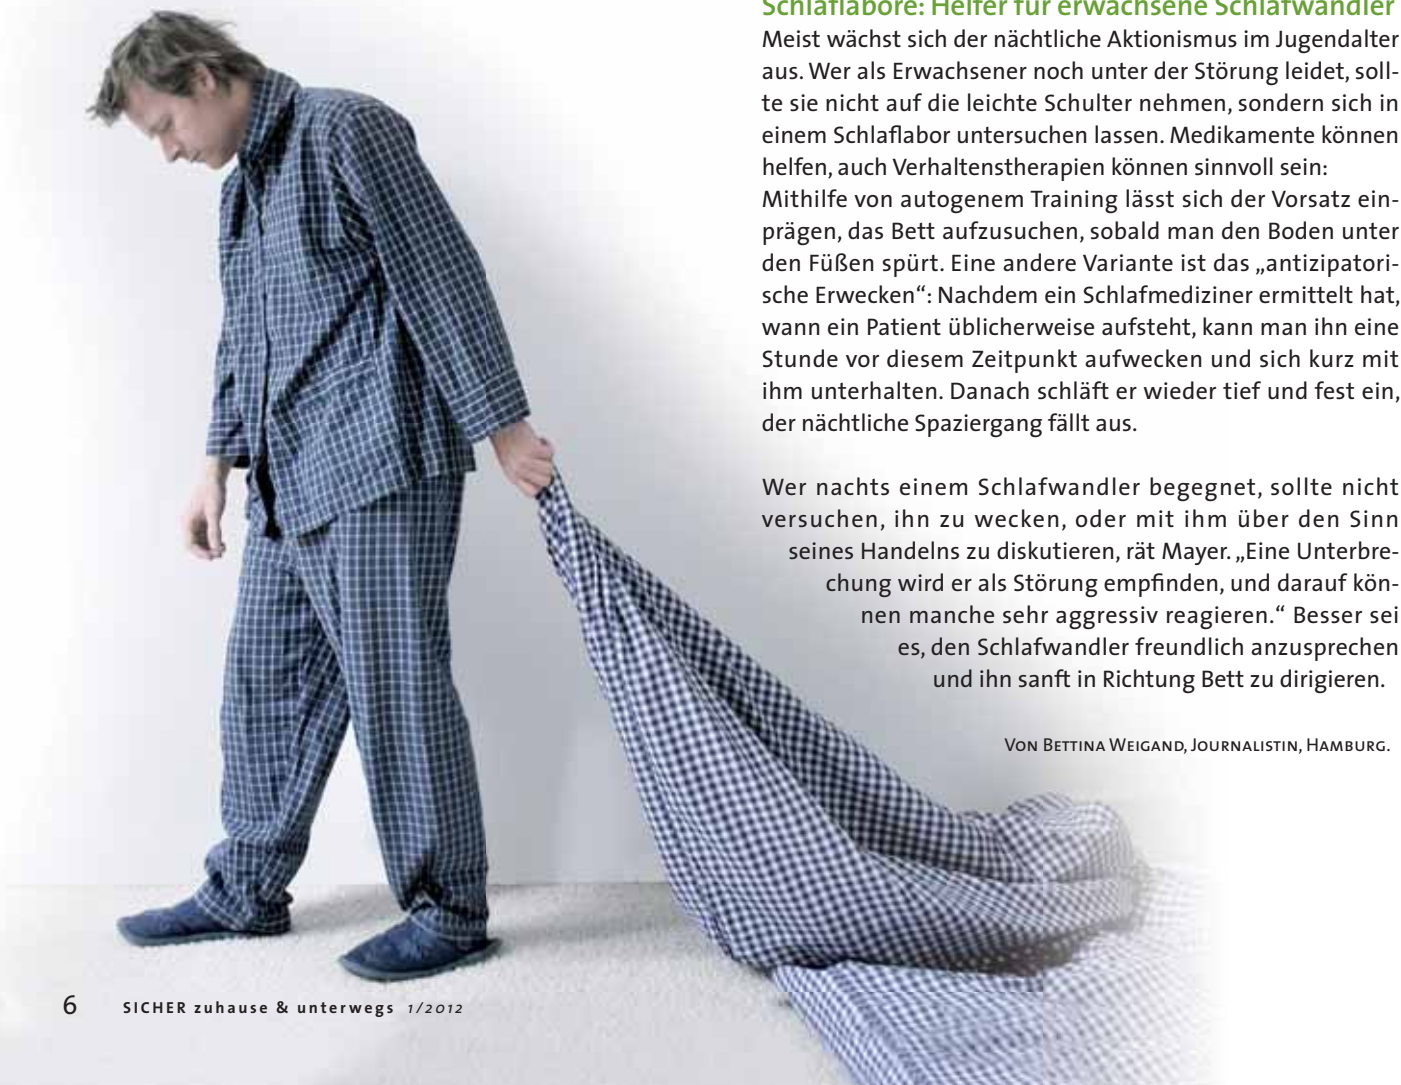 Schlaflabore: Helfer für erwachsene Schlafwandler
Meist wächst sich der nächtliche Aktionismus im Jugendalter
aus. Wer als Erwachsener noch unter der Störung leidet, soll-
te sie nicht auf die leichte Schulter nehmen, sondern sich in
einem Schlaflabor untersuchen lassen. Medikamente können
helfen, auch Verhaltenstherapien können sinnvoll sein:
Mithilfe von autogenem Training lässt sich der Vorsatz ein-
prägen, das Bett aufzusuchen, sobald man den Boden unter
den Füßen spürt. Eine andere Variante ist das „antizipatori-
sche Erwecken“: Nachdem ein Schlafmediziner ermittelt hat,
wann ein Patient üblicherweise aufsteht, kann man ihn eine
Stunde vor diesem Zeitpunkt aufwecken und sich kurz mit
ihm unterhalten. Danach schläft er wieder tief und fest ein,
der nächtliche Spaziergang fällt aus.
Wer nachts einem Schlafwandler begegnet, sollte nicht
versuchen, ihn zu wecken, oder mit ihm über den Sinn
seines Handelns zu diskutieren, rät Mayer. „Eine Unterbre-
chung wird er als Störung empfinden, und darauf kön-
nen manche sehr aggressiv reagieren.“ Besser sei
es, den Schlafwandler freundlich anzusprechen
und ihn sanft in Richtung Bett zu dirigieren.
Von Bettina Weigand, Journalistin, Hamburg.
6 SICHER zuhause & unterwegs 1/2012